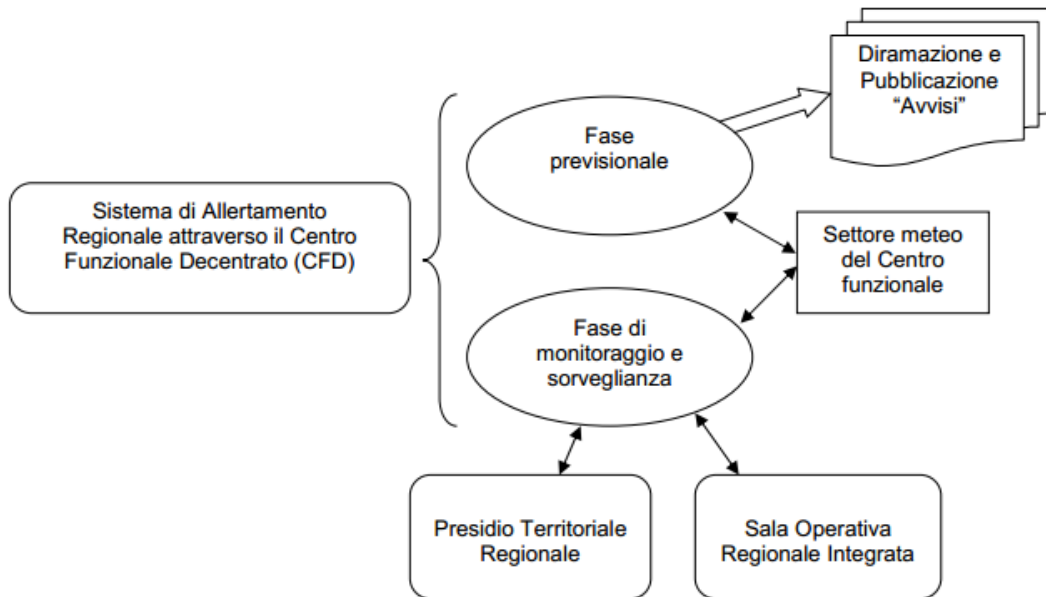 Diramazione e
Pubblicazione
“Avvisi”
Fase
previsionale
Sistema di Allertamento
Regionale attraverso il Centro
Funzionale Decentrato (CFD)
Settore meteo
del Centro
funzionale
Fase di
monitoraggio e
sorveglianza
Presidio Territoriale
Regionale
Sala Operativa
Regionale Integrata